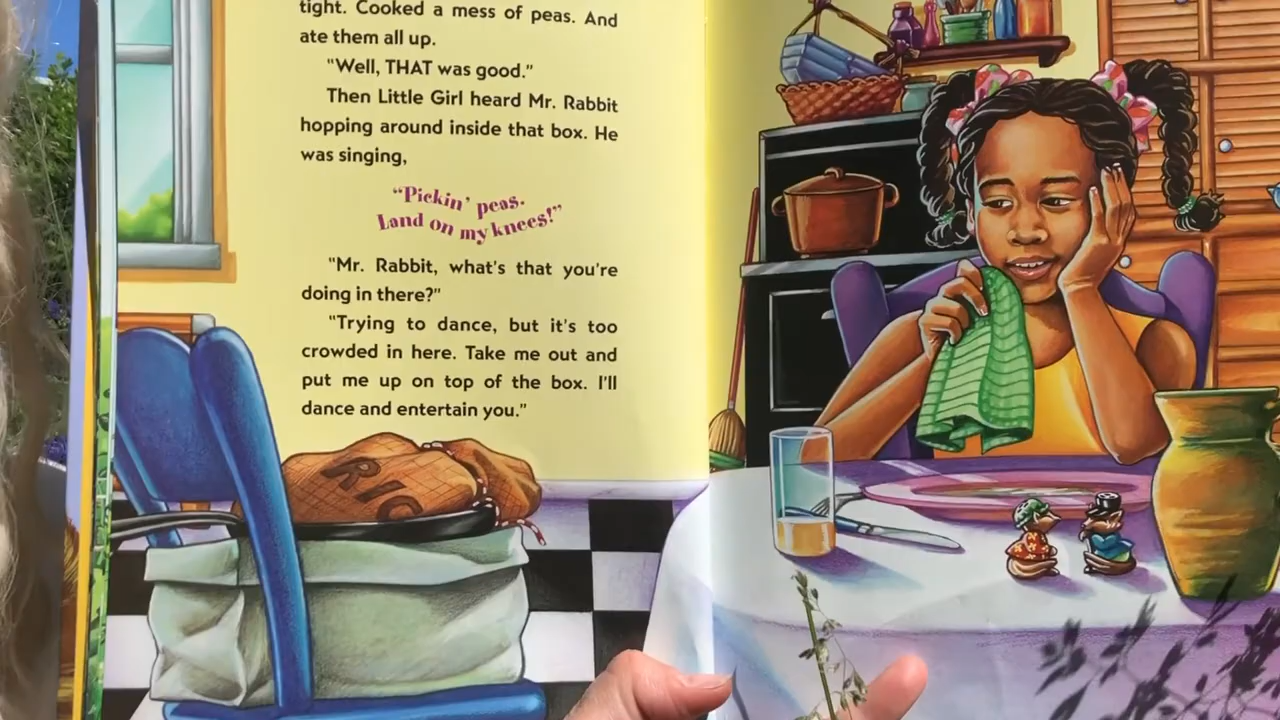 tight. Cooked a mess of peas. And
ate them all up.
"Well, THAT was good."
Then Little Girl heard Mr. Rabbit
hopping around inside that box. He
was singing,
"Pickin' peas.
Land on my knees!"
"Mr. Rabbit, what's that you're
doing in there?"
"Trying to dance, but it's too
crowded in here. Take me out and
put me up on top of the box. I'll
dance and entertain you."
RIC